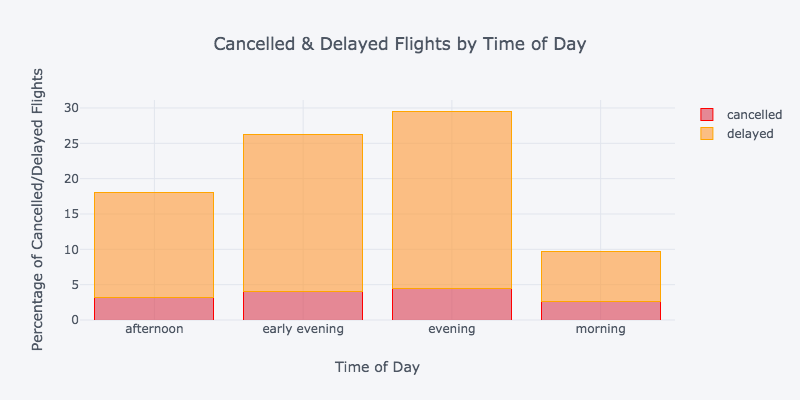 Cancelled & Delayed Flights by Time of Day
Percentage of Cancelled/Delayed Flights
30
25
20
15
10
5
0
afternoon
early evening
evening
morning
Time of Day
cancelled
delayed